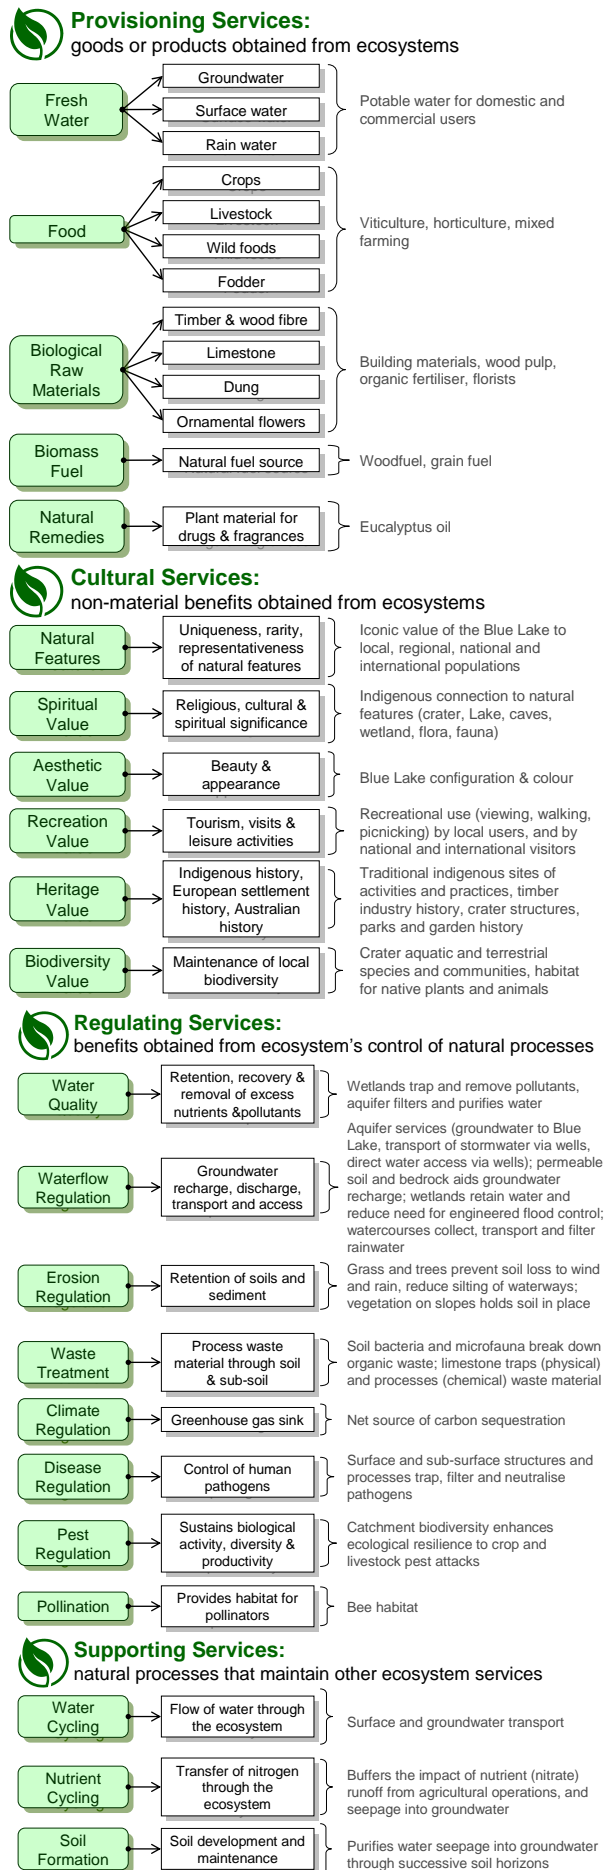 Provisioning Services:
goods or products obtained from ecosystems
Fresh
Water
Groundwater
Surface water
Rain water
Potable water for domestic and
commercial users
Food
Crops
Livestock
Wild foods
Fodder
Viticulture, horticulture, mixed
farming
Biological
Raw
Materials
Timber & wood fibre
Limestone
Dung
Ornamental flowers
Building materials, wood pulp,
organic fertiliser, florists
Biomass
Fuel
Natural fuel source
Woodfuel, grain fuel
Natural
Remedies
Plant material for
drugs & fragrances
Eucalyptus oil
Cultural Services:
non-material benefits obtained from ecosystems
Natural
Features
Uniqueness, rarity,
representativeness
of natural features
Iconic value of the Blue Lake to
local, regional, national and
international populations
Spiritual
Value
Religious, cultural &
spiritual significance
Indigenous connection to natural
features (crater, Lake, caves,
wetland, flora, fauna)
Aesthetic
Value
Beauty &
appearance
Blue Lake configuration & colour
Recreation
Value
Tourism, visits &
leisure activities
Recreational use (viewing, walking,
picnicking) by local users, and by
national and international visitors
Heritage
Value
Indigenous history,
European settlement
history, Australian
history
Traditional indigenous sites of
activities and practices, timber
industry history, crater structures,
parks and garden history
Biodiversity
Value
Maintenance of local
biodiversity
Crater aquatic and terrestrial
species and communities, habitat
for native plants and animals
Regulating Services:
benefits obtained from ecosystem's control of natural processes
Water
Quality
Retention, recovery &
removal of excess
nutrients &pollutants
Wetlands trap and remove pollutants,
aquifer filters and purifies water
Waterflow
Regulation
Groundwater
recharge, discharge,
transport and access
Aquifer services (groundwater to Blue
Lake, transport of stormwater via wells,
direct water access via wells); permeable
soil and bedrock aids groundwater
recharge; wetlands retain water and
reduce need for engineered flood control;
watercourses collect, transport and filter
rainwater
Erosion
Regulation
Retention of soils and
sediment
Grass and trees prevent soil loss to wind
and rain, reduce silting of waterways;
vegetation on slopes holds soil in place
Waste
Treatment
Process waste
material through soil
& sub-soil
Soil bacteria and microfauna break down
organic waste; limestone traps (physical)
and processes (chemical) waste material
Climate
Regulation
Greenhouse gas sink
Net source of carbon sequestration
Disease
Regulation
Control of human
pathogens
Surface and sub-surface structures and
processes trap, filter and neutralise
pathogens
Pest
Regulation
Sustains biological
activity, diversity &
productivity
Catchment biodiversity enhances
ecological resilience to crop and
livestock pest attacks
Pollination
Provides habitat for
pollinators
Bee habitat
Supporting Services:
natural processes that maintain other ecosystem services
Water
Cycling
Flow of water through
the ecosystem
Surface and groundwater transport
Nutrient
Cycling
Transfer of nitrogen
through the
ecosystem
Buffers the impact of nutrient (nitrate)
runoff from agricultural operations, and
seepage into groundwater
Soil
Formation
Soil development and
maintenance
Purifies water seepage into groundwater
through successive soil horizons